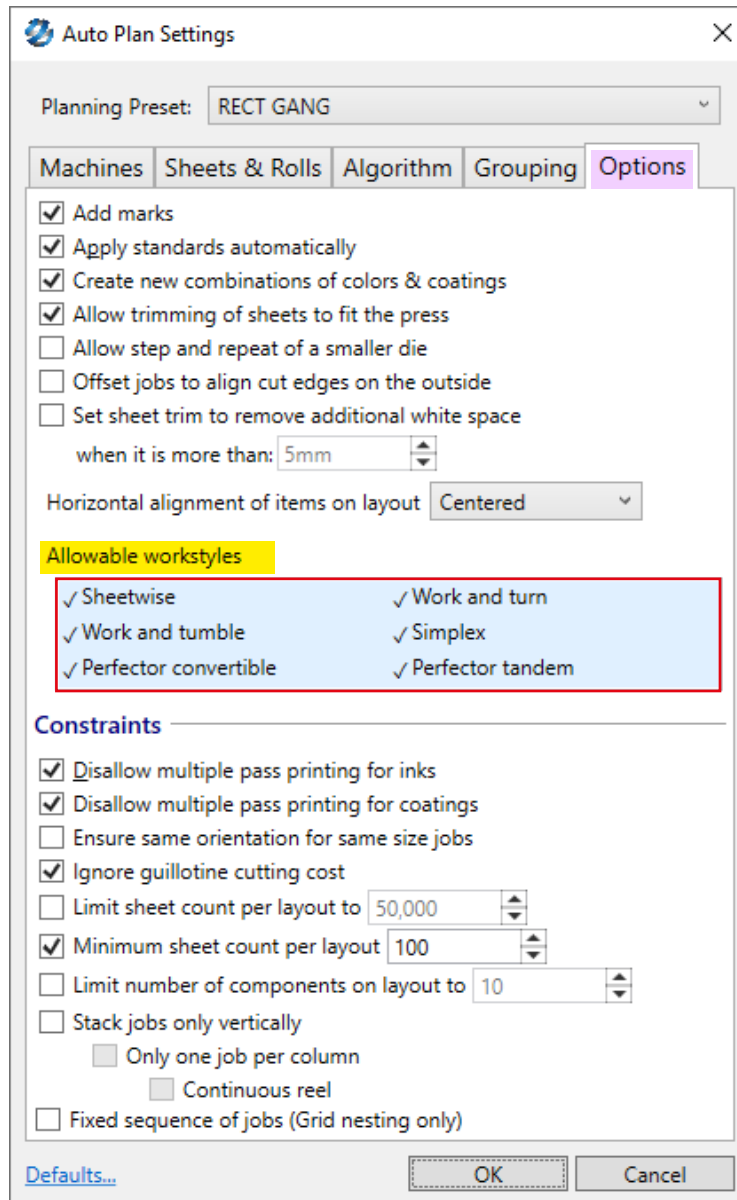 Auto Plan Settings
Planning Preset: RECT GANG
Machines Sheets & Rolls Algorithm Grouping Options
Add marks
Apply standards automatically
Create new combinations of colors & coatings
Allow trimming of sheets to fit the press
Allow step and repeat of a smaller die
Offset jobs to align cut edges on the outside
Set sheet trim to remove additional white space
when it is more than: 5mm
Horizontal alignment of items on layout Centered
Allowable workstyles
✓ Sheetwise ✓ Work and turn
✓ Work and tumble ✓ Simplex
✓ Perfector convertible ✓ Perfector tandem
Constraints
Disallow multiple pass printing for inks
Disallow multiple pass printing for coatings
Ensure same orientation for same size jobs
Ignore guillotine cutting cost
Limit sheet count per layout to 50,000
Minimum sheet count per layout 100
Limit number of components on layout to 10
Stack jobs only vertically
Only one job per column
Continuous reel
Fixed sequence of jobs (Grid nesting only)
Defaults... OK Cancel